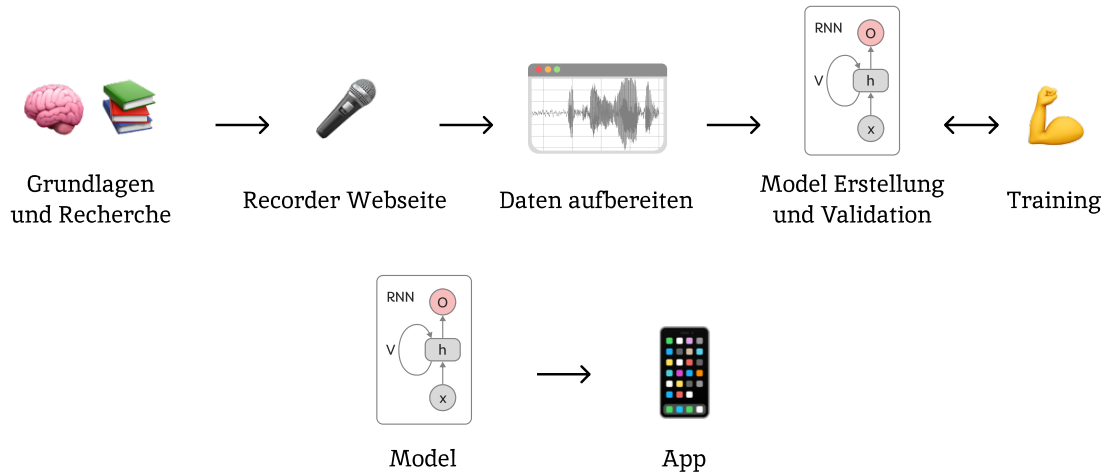 RNN
O
V
h
x
Grundlagen
und Recherche
Recorder Webseite
Daten aufbereiten
Model Erstellung
und Validation
Training
RNN
O
V
h
x
Model
App